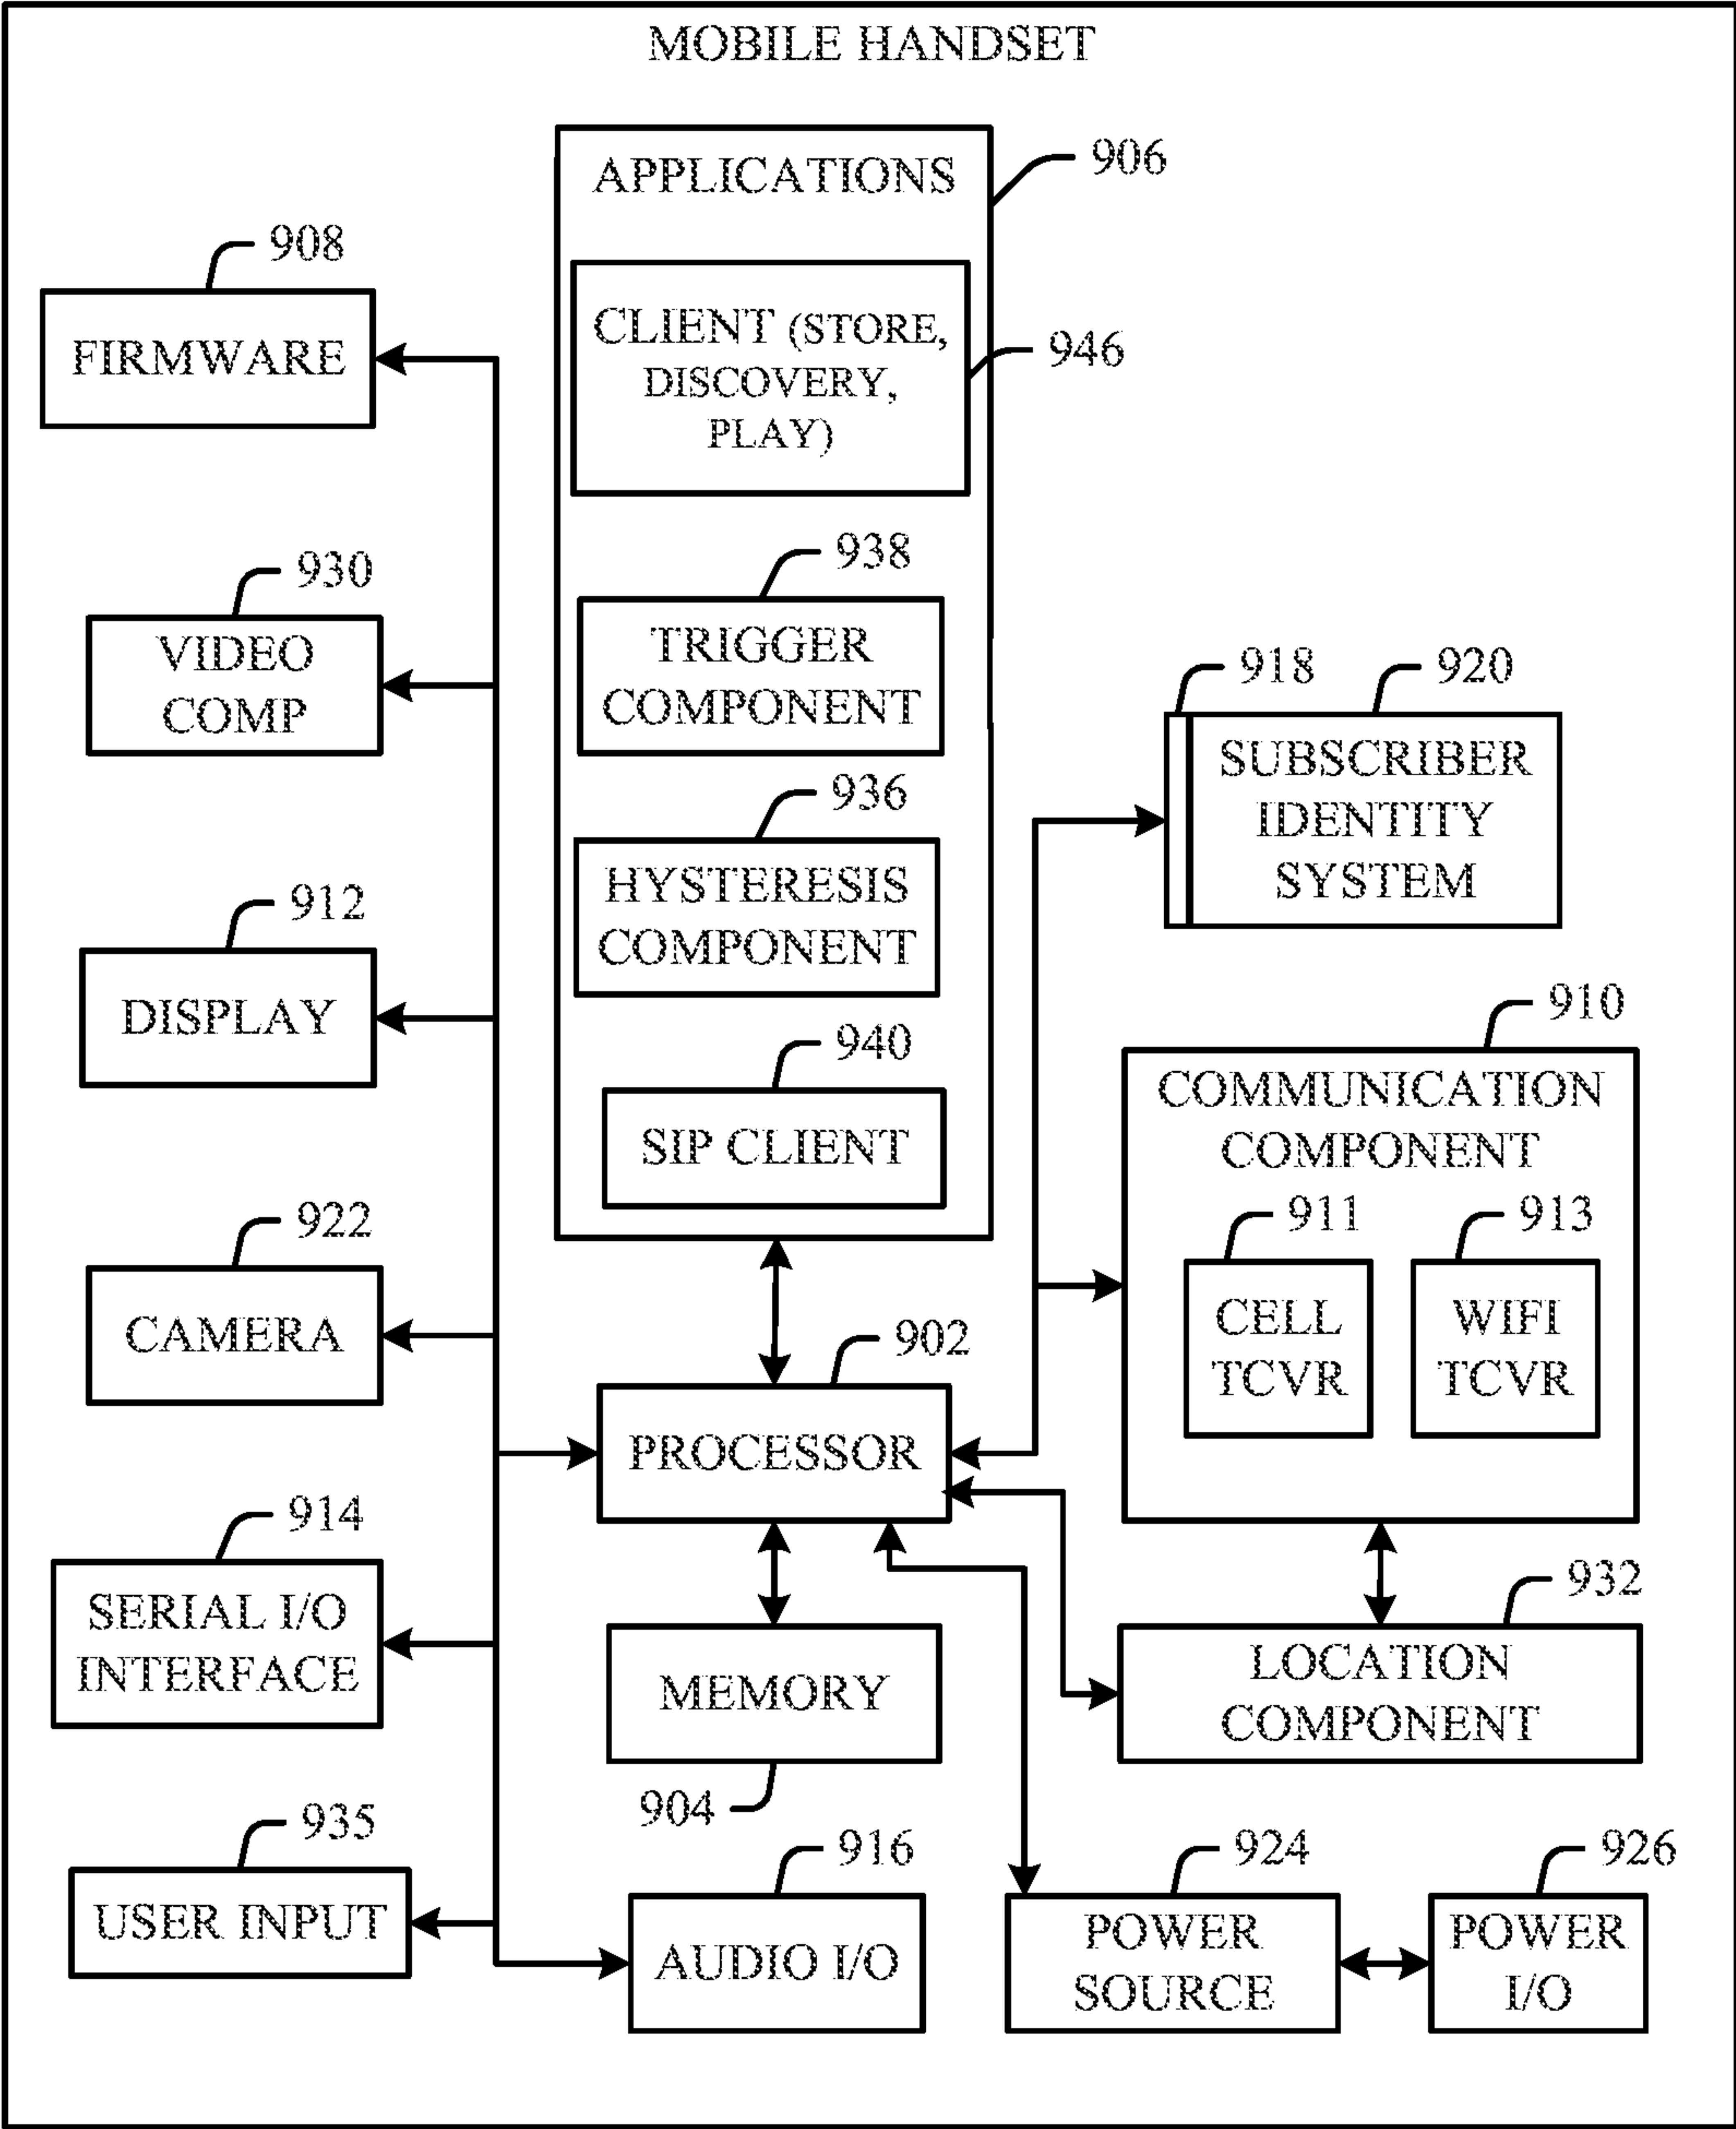 MOBILE HANDSET
APPLICATIONS
906
CLIENT (STORE,
DISCOVERY,
PLAY)
946
938
TRIGGER
COMPONENT
936
HYSTERESIS
COMPONENT
940
SIP CLIENT
908
FIRMWARE
930
VIDEO
COMP
912
DISPLAY
922
CAMERA
914
SERIAL I/O
INTERFACE
935
USER INPUT
902
PROCESSOR
MEMORY
904
916
AUDIO I/O
918
920
SUBSCRIBER
IDENTITY
SYSTEM
910
COMMUNICATION
COMPONENT
911
CELL
TCVR
913
WIFI
TCVR
932
LOCATION
COMPONENT
924
POWER
SOURCE
926
POWER
I/O